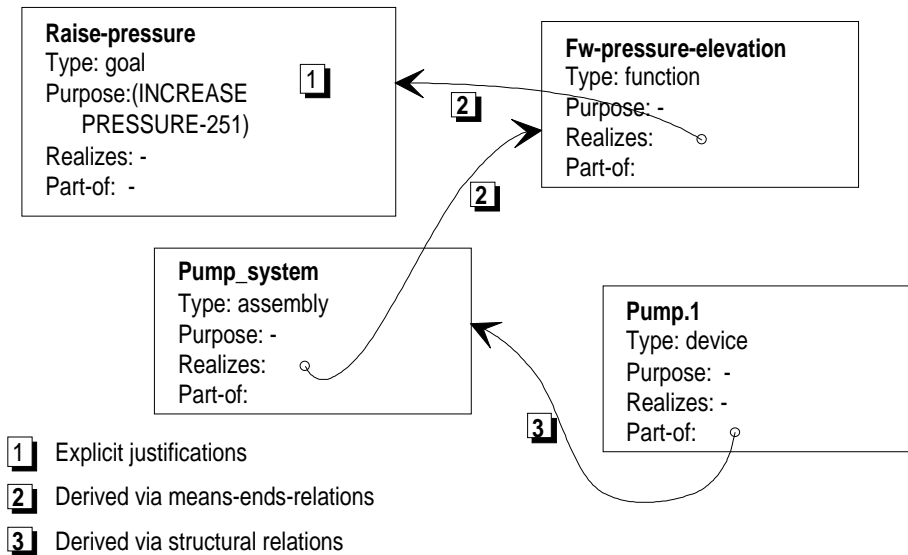 Raise-pressure
Type: goal
Purpose:(INCREASE
PRESSURE-251)
Realizes: -
Part-of: -
1
Fw-pressure-elevation
Type: function
Purpose: -
Realizes:
Part-of:
2
2
Pump_system
Type: assembly
Purpose: -
Realizes:
Part-of:
Pump.1
Type: device
Purpose: -
Realizes: -
Part-of:
3
1 Explicit justifications
2 Derived via means-ends-relations
3 Derived via structural relations